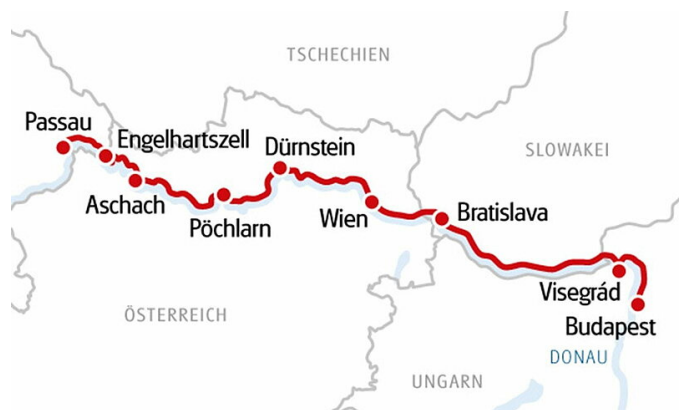 TSCHECHIEN
Passau
Engelhartszell
Dürnstein
SLOWAKEI
Aschach
Pöchlarn
Wien
Bratislava
Visegrád
ÖSTERREICH
Budapest
DONAU
UNGARN